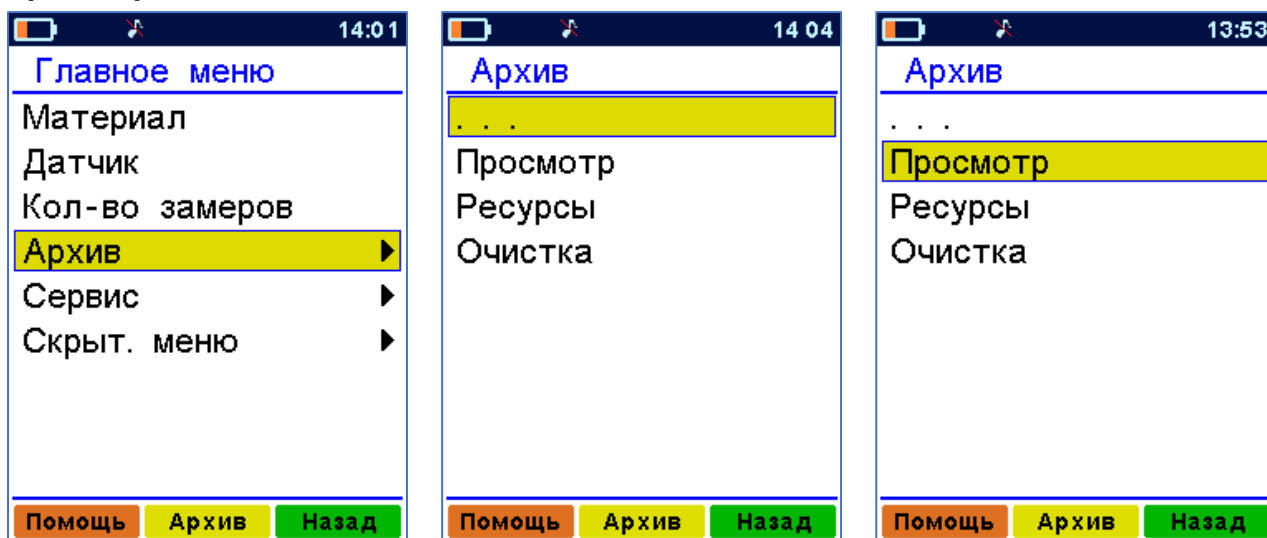 14:01
Главное меню
Материал
Датчик
Кол-во замеров
Архив
Сервис
Скрыт. меню
Помощь Архив Назад
14 04
Архив
. . .
Просмотр
Ресурсы
Очистка
Помощь Архив Назад
13:53
Архив
. . .
Просмотр
Ресурсы
Очистка
Помощь Архив Назад